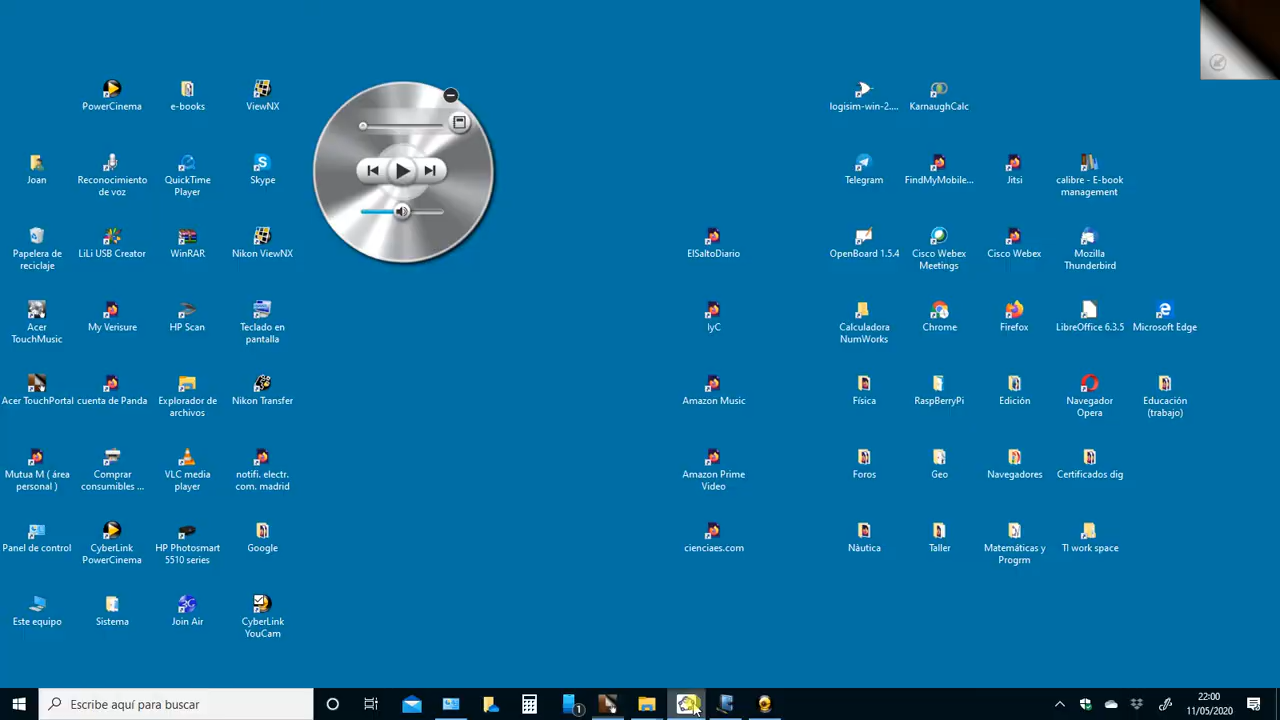 PowerCinema
e-books
ViewNX
logisim-win-2....
KarnaughCalc
Joan
Reconocimiento
de voz
QuickTime
Player
Skype
Telegram
FindMyMobile...
Jitsi
calibre - E-book
management
Papelera de
reciclaje
LiLi USB Creator
WinRAR
Nikon ViewNX
ElSaltoDiario
OpenBoard 1.5.4
Cisco Webex
Meetings
Cisco Webex
Mozilla
Thunderbird
Acer
TouchMusic
My Verisure
HP Scan
Teclado en
pantalla
IyC
Calculadora
NumWorks
Chrome
Firefox
LibreOffice 6.3.5
Microsoft Edge
Acer TouchPortal
cuenta de Panda
Explorador de
archivos
Nikon Transfer
Amazon Music
Física
RaspBerryPi
Edición
Navegador
Opera
Educación
(trabajo)
Mutua M ( área
personal )
Comprar
consumibles ...
VLC media
player
notifi. electr.
com. madrid
Amazon Prime
Video
Foros
Geo
Navegadores
Certificados dig
Panel de control
CyberLink
PowerCinema
HP Photosmart
5510 series
Google
cienciaes.com
Nàutica
Taller
Matemáticas y
Progrm
TI work space
Este equipo
Sistema
Join Air
CyberLink
YouCam
Escribe aquí para buscar
1
22:00
11/05/2020